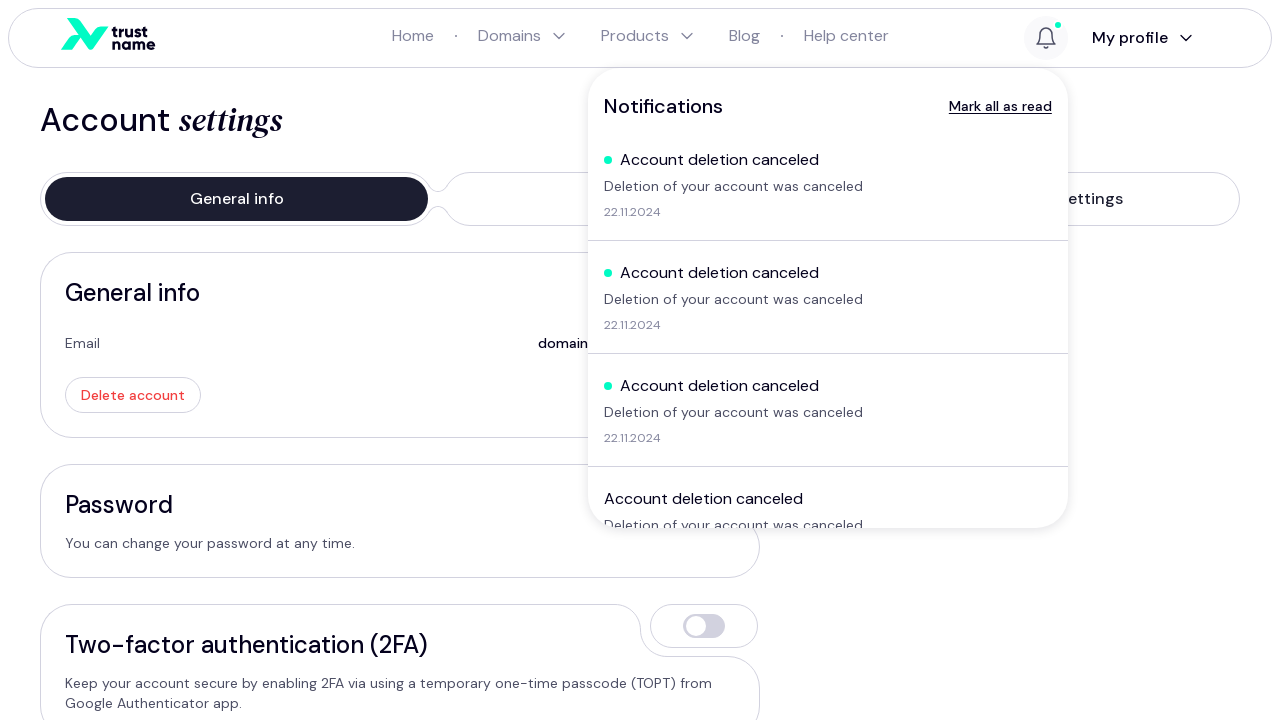 trust
name
Home · Domains Products Blog · Help center
My profile
Account settings
Notifications
Mark all as read
Account deletion canceled
Deletion of your account was canceled
22.11.2024
Account deletion canceled
Deletion of your account was canceled
22.11.2024
Account deletion canceled
Deletion of your account was canceled
22.11.2024
Account deletion canceled
Deletion of your account was canceled
General info
ettings
General info
Email
domain
Delete account
Password
You can change your password at any time.
Two-factor authentication (2FA)
Keep your account secure by enabling 2FA via using a temporary one-time passcode (TOPT) from
Google Authenticator app.